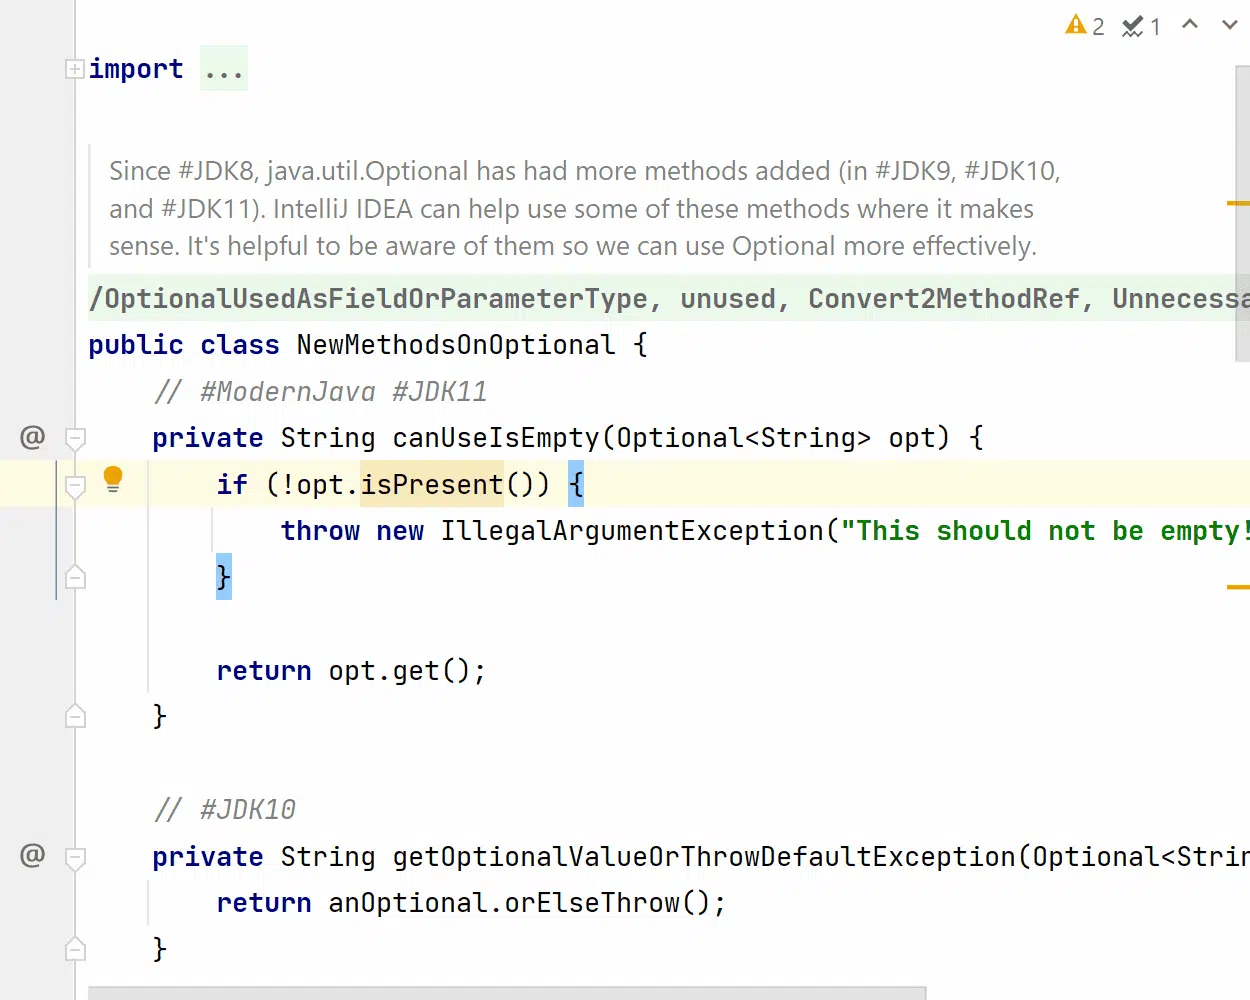 2 1
import ...
Since #JDK8, java.util.Optional has had more methods added (in #JDK9, #JDK10,
and #JDK11). IntelliJ IDEA can help use some of these methods where it makes
sense. It's helpful to be aware of them so we can use Optional more effectively.
/OptionalUsedAsFieldOrParameterType, unused, Convert2MethodRef, Unnecessa
public class NewMethodsOnOptional {
// #ModernJava #JDK11
@ private String canUseIsEmpty(Optional<String> opt) {
if (!opt.isPresent()) {
throw new IllegalArgumentException("This should not be empty!
}
return opt.get();
}
// #JDK10
@ private String getOptionalValueOrThrowDefaultException(Optional<Strin
return anOptional.orElseThrow();
}